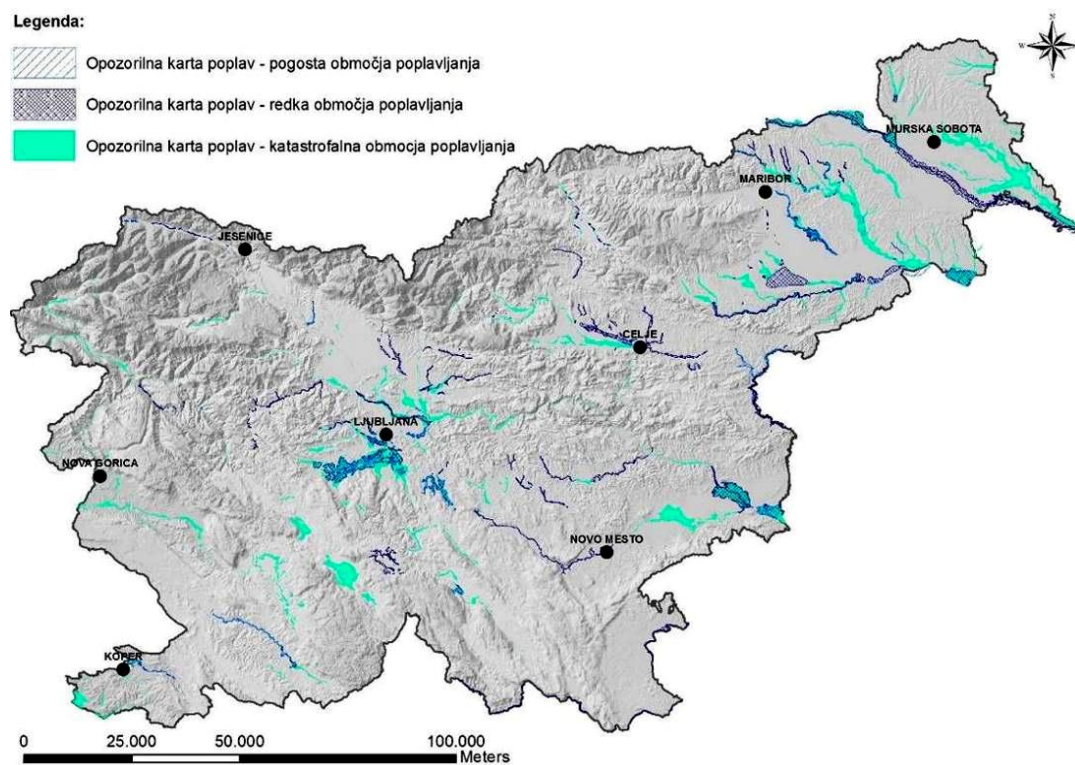 Legenda:
Opozorilna karta poplav - pogosta območja poplavljanja
Opozorilna karta poplav - redka območja poplavljanja
Opozorilna karta poplav - katastrofalna obmocja poplavljanja
N
W
E
S
MURSKA SOBOTA
MARIBOR
JESENICE
CELJE
LJUBLJANA
NOVA GORICA
NOVO MESTO
KOPER
0 25.000 50.000 100.000
Meters